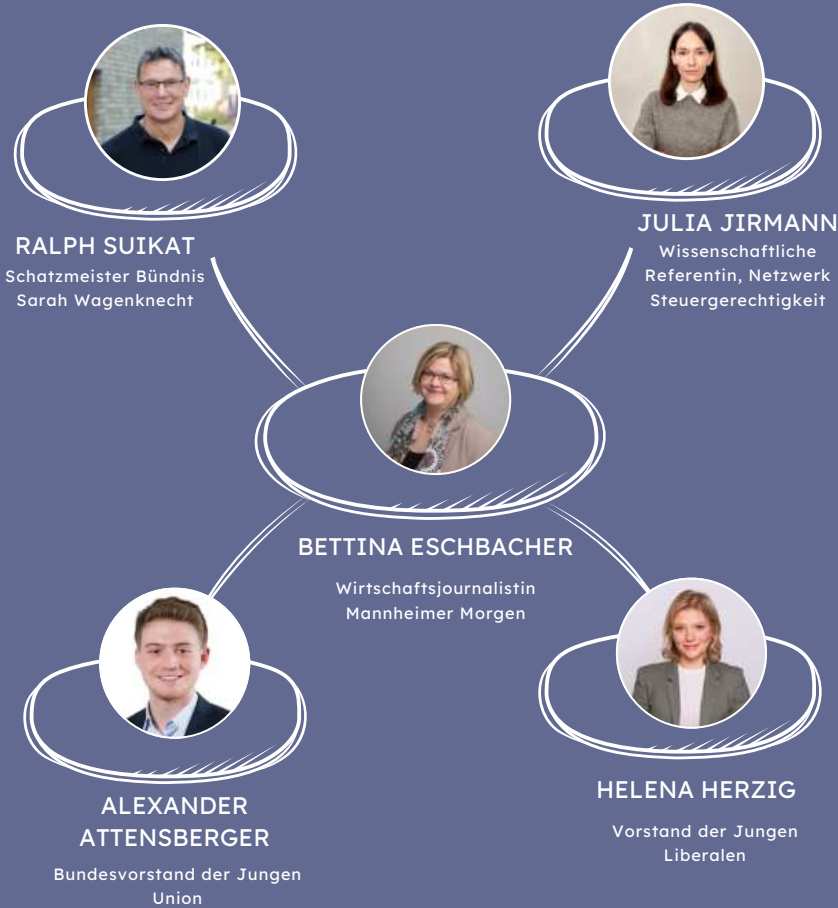 RALPH SUIKAT
Schatzmeister Bündnis
Sarah Wagenknecht
JULIA JIRMANN
Wissenschaftliche
Referentin, Netzwerk
Steuergerechtigkeit
BETTINA ESCHBACHER
Wirtschaftsjournalistin
Mannheimer Morgen
ALEXANDER
ATTENSBERGER
Bundesvorstand der Jungen
Union
HELENA HERZIG
Vorstand der Jungen
Liberalen